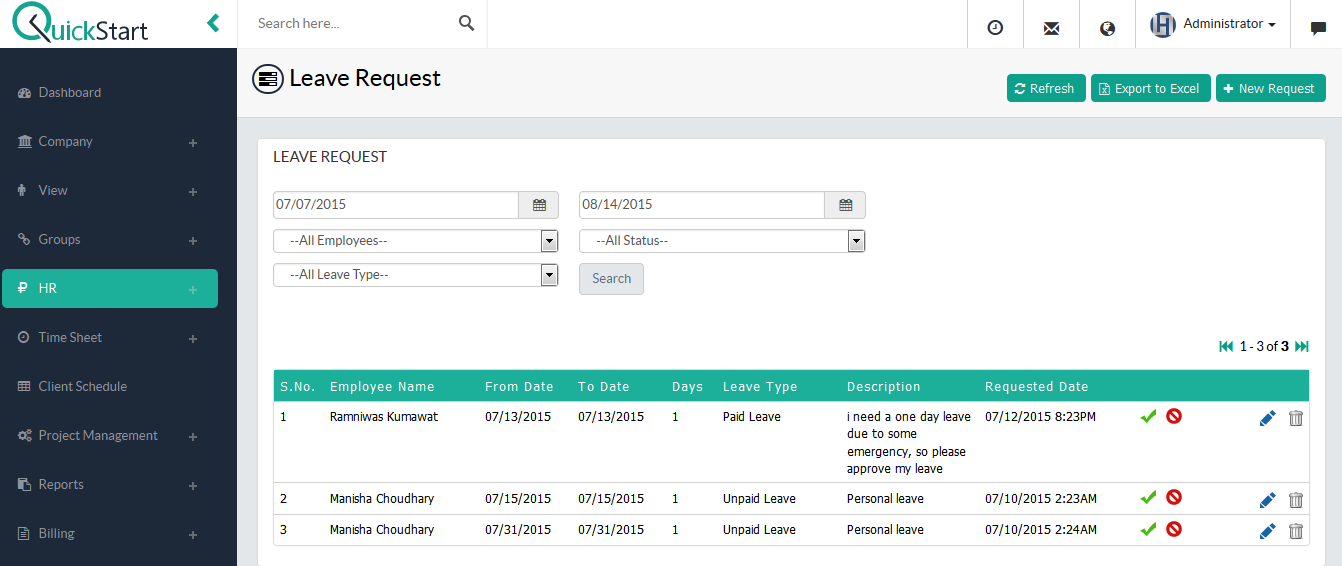 QuickStart
Search here...
Administrator
Dashboard
Company
View
Groups
HR
Time Sheet
Client Schedule
Project Management
Reports
Billing
Leave Request
Refresh
Export to Excel
New Request
LEAVE REQUEST
07/07/2015
08/14/2015
--All Employees--
--All Status--
--All Leave Type--
Search
1 - 3 of 3
S.No. Employee Name From Date To Date Days Leave Type Description Requested Date
1 Ramniwas Kumawat 07/13/2015 07/13/2015 1 Paid Leave i need a one day leave 07/12/2015 8:23PM
due to some
emergency, so please
approve my leave
2 Manisha Choudhary 07/15/2015 07/15/2015 1 Unpaid Leave Personal leave 07/10/2015 2:23AM
3 Manisha Choudhary 07/31/2015 07/31/2015 1 Unpaid Leave Personal leave 07/10/2015 2:24AM